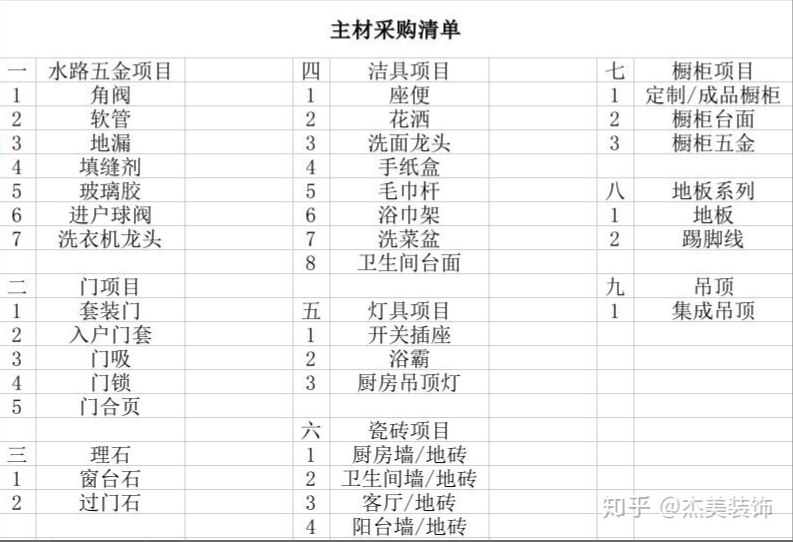 主材采购清单
一 水路五金项目
1 角阀
2 软管
3 地漏
4 填缝剂
5 玻璃胶
6 进户球阀
7 洗衣机龙头
二 门项目
1 套装门
2 入户门套
3 门吸
4 门锁
5 门合页
三 理石
1 窗台石
2 过门石
四 洁具项目
1 座便
2 花洒
3 洗面龙头
4 手纸盒
5 毛巾杆
6 浴巾架
7 洗菜盆
8 卫生间台面
五 灯具项目
1 开关插座
2 浴霸
3 厨房吊顶灯
六 瓷砖项目
1 厨房墙/地砖
2 卫生间墙/地砖
3 客厅/地砖
4 阳台墙/地砖
七 橱柜项目
1 定制/成品橱柜
2 橱柜台面
3 橱柜五金
八 地板系列
1 地板
2 踢脚线
九 吊顶
1 集成吊顶
知乎 @杰美装饰